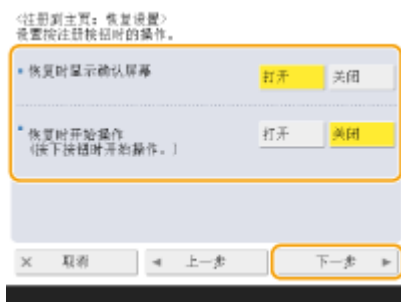 <注册到主页：恢复设置>
设置按注册按钮时的操作。
恢复时显示确认屏幕
打开 关闭
恢复时开始操作
打开 关闭
(按下按钮时开始操作。)
× 取消 ◀ 上一步 下一步 ▶